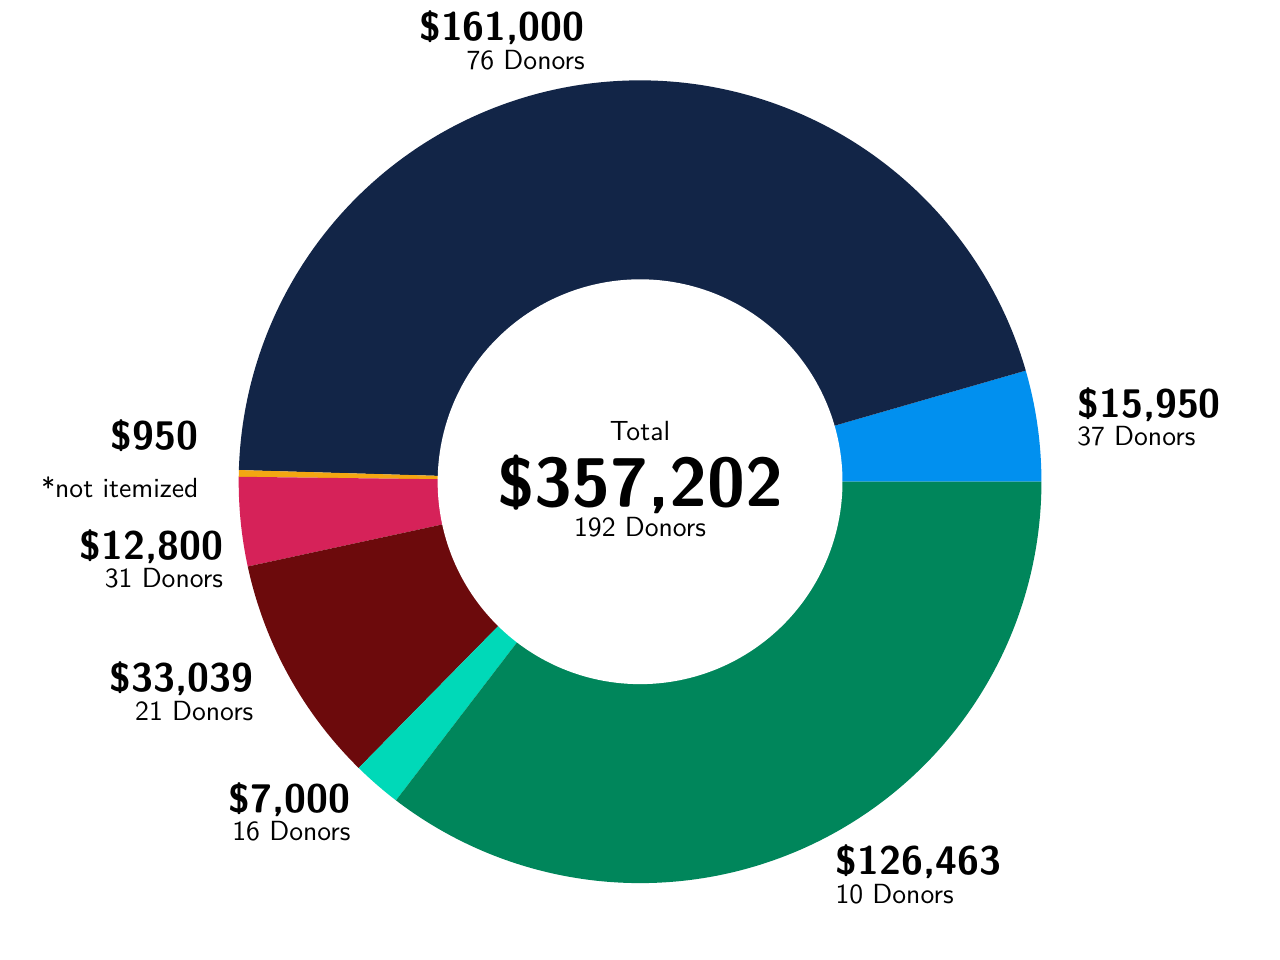 $161,000
76 Donors
$15,950
37 Donors
$950
*not itemized
Total
$357,202
192 Donors
$12,800
31 Donors
$33,039
21 Donors
$7,000
16 Donors
$126,463
10 Donors